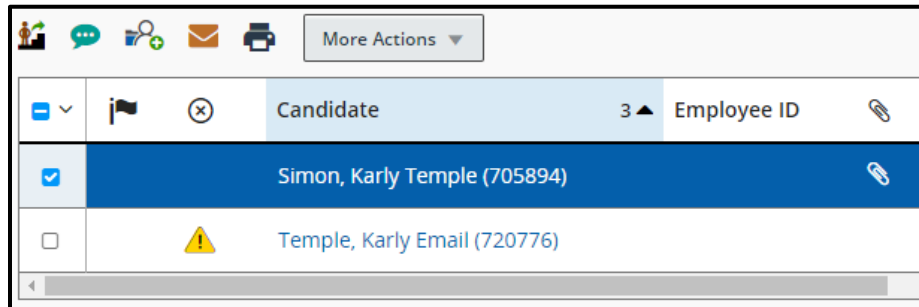 More Actions
Candidate 3 Employee ID
Simon, Karly Temple (705894)
Temple, Karly Email (720776)